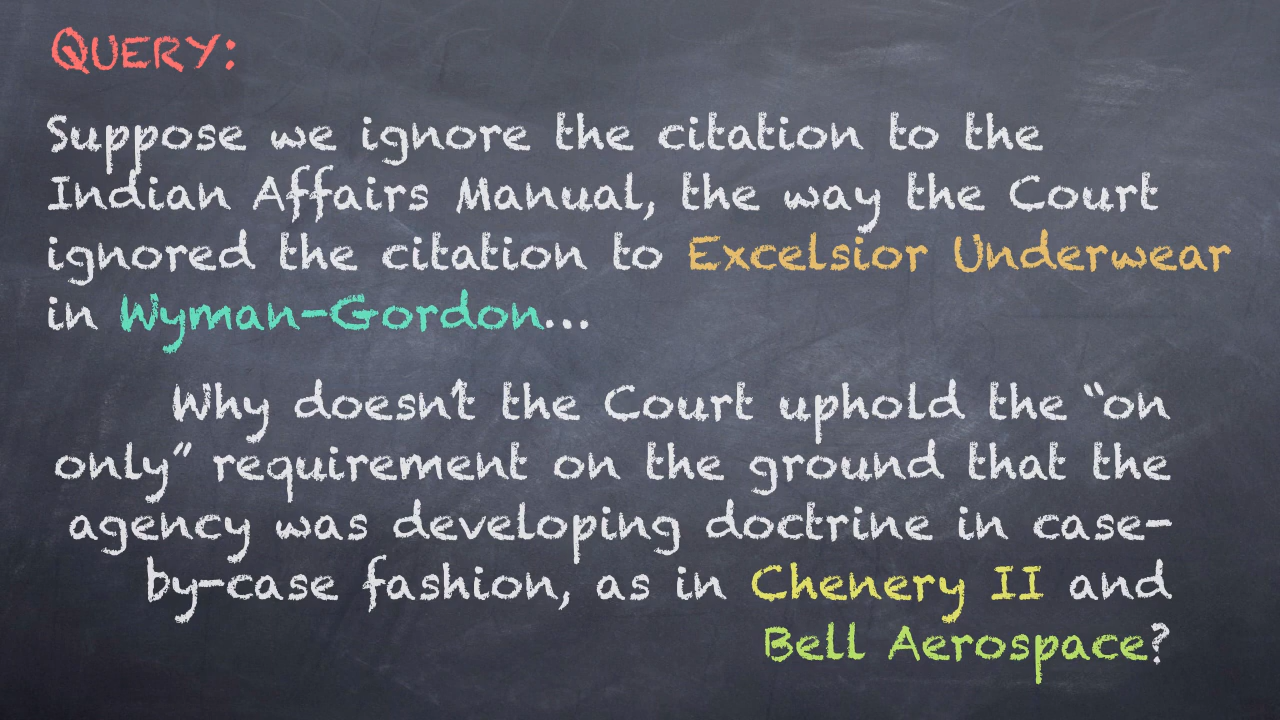 QUERY:
Suppose we ignore the citation to the
Indian Affairs Manual, the way the Court
ignored the citation to Excelsior Underwear
in Wyman-Gordon...
Why doesn't the Court uphold the “on
only” requirement on the ground that the
agency was developing doctrine in case-
by-case fashion, as in Chenery II and
Bell Aerospace?